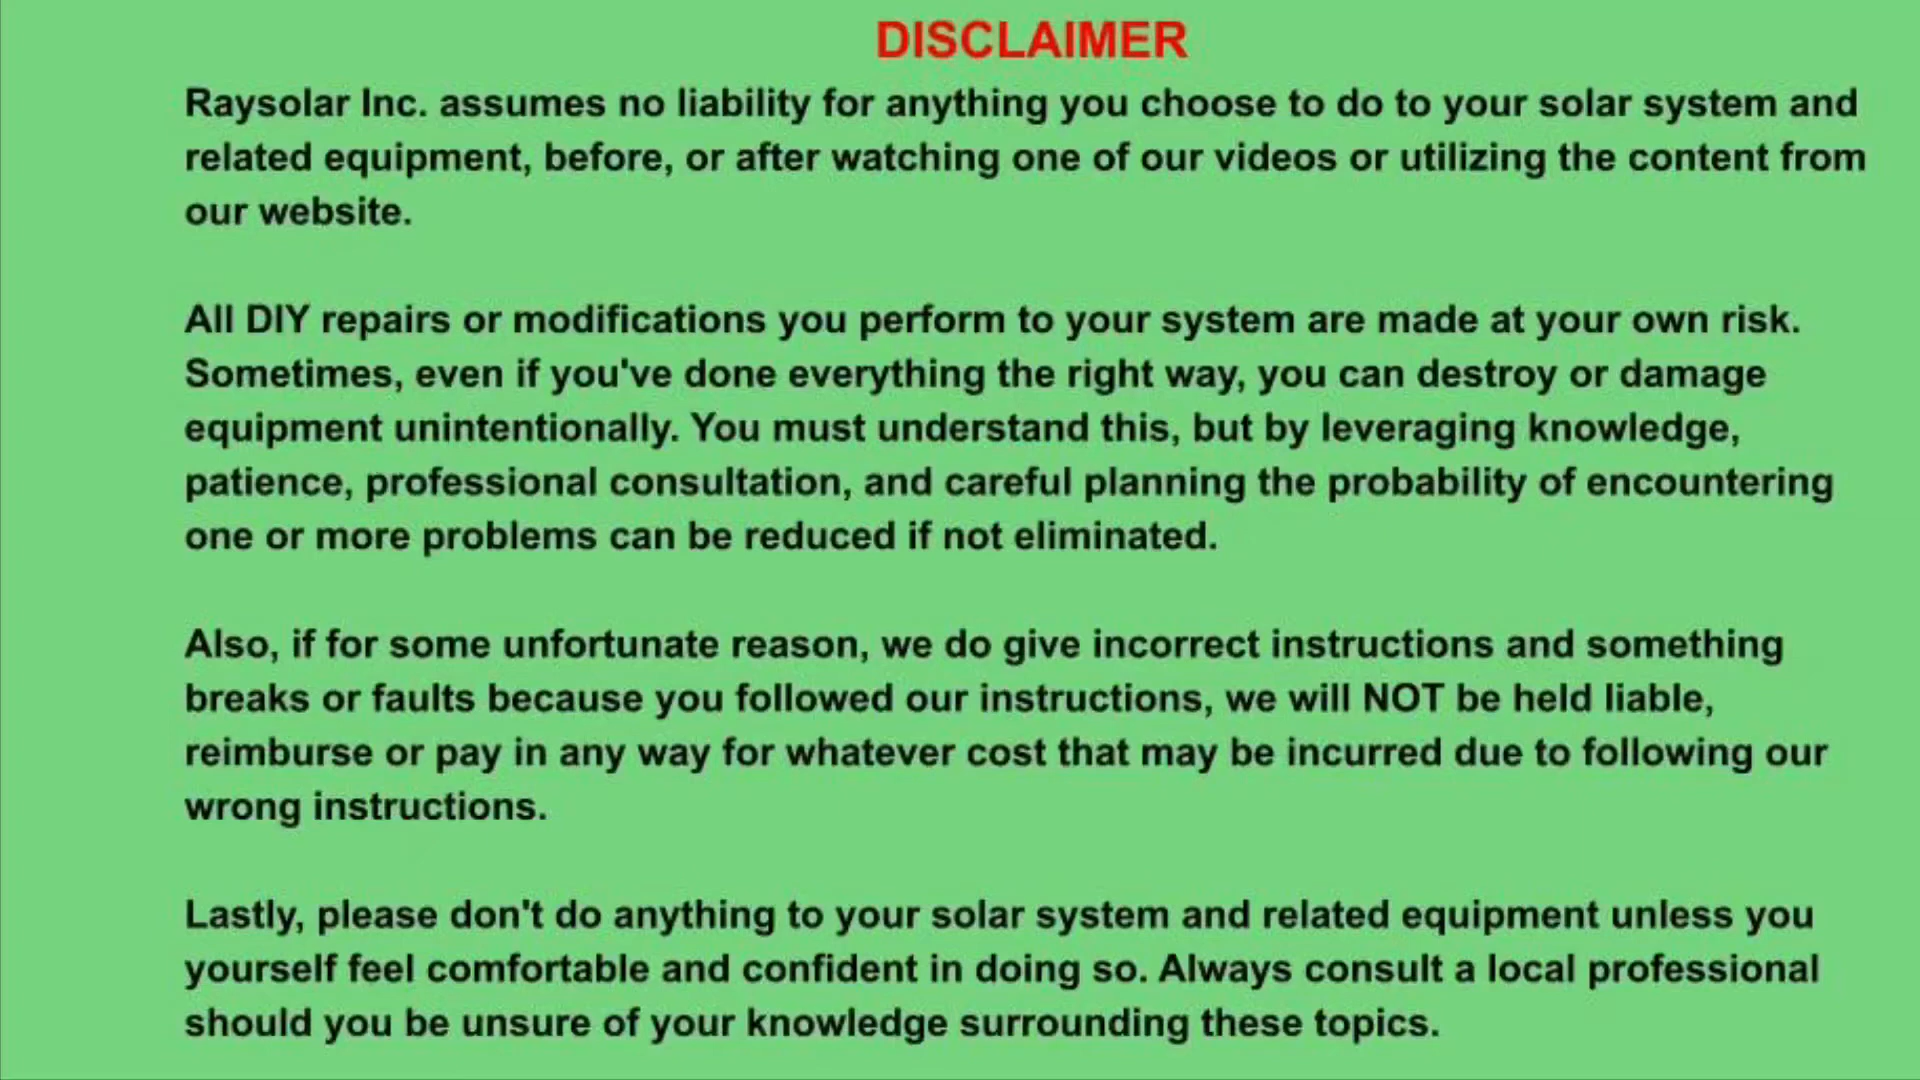 DISCLAIMER
Raysolar Inc. assumes no liability for anything you choose to do to your solar system and
related equipment, before, or after watching one of our videos or utilizing the content from
our website.
All DIY repairs or modifications you perform to your system are made at your own risk.
Sometimes, even if you've done everything the right way, you can destroy or damage
equipment unintentionally. You must understand this, but by leveraging knowledge,
patience, professional consultation, and careful planning the probability of encountering
one or more problems can be reduced if not eliminated.
Also, if for some unfortunate reason, we do give incorrect instructions and something
breaks or faults because you followed our instructions, we will NOT be held liable,
reimburse or pay in any way for whatever cost that may be incurred due to following our
wrong instructions.
Lastly, please don't do anything to your solar system and related equipment unless you
yourself feel comfortable and confident in doing so. Always consult a local professional
should you be unsure of your knowledge surrounding these topics.